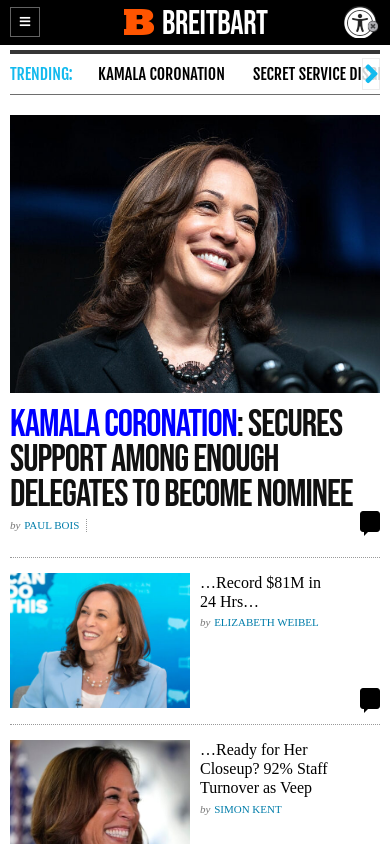 BREITBART
TRENDING: KAMALA CORONATION SECRET SERVICE
KAMALA CORONATION: SECURES
SUPPORT AMONG ENOUGH
DELEGATES TO BECOME NOMINEE
by PAUL BOIS
CAN
DO
THIS
…Record $81M in
24 Hrs…
by ELIZABETH WEIBEL
…Ready for Her
Closeup? 92% Staff
Turnover as Veep
by SIMON KENT